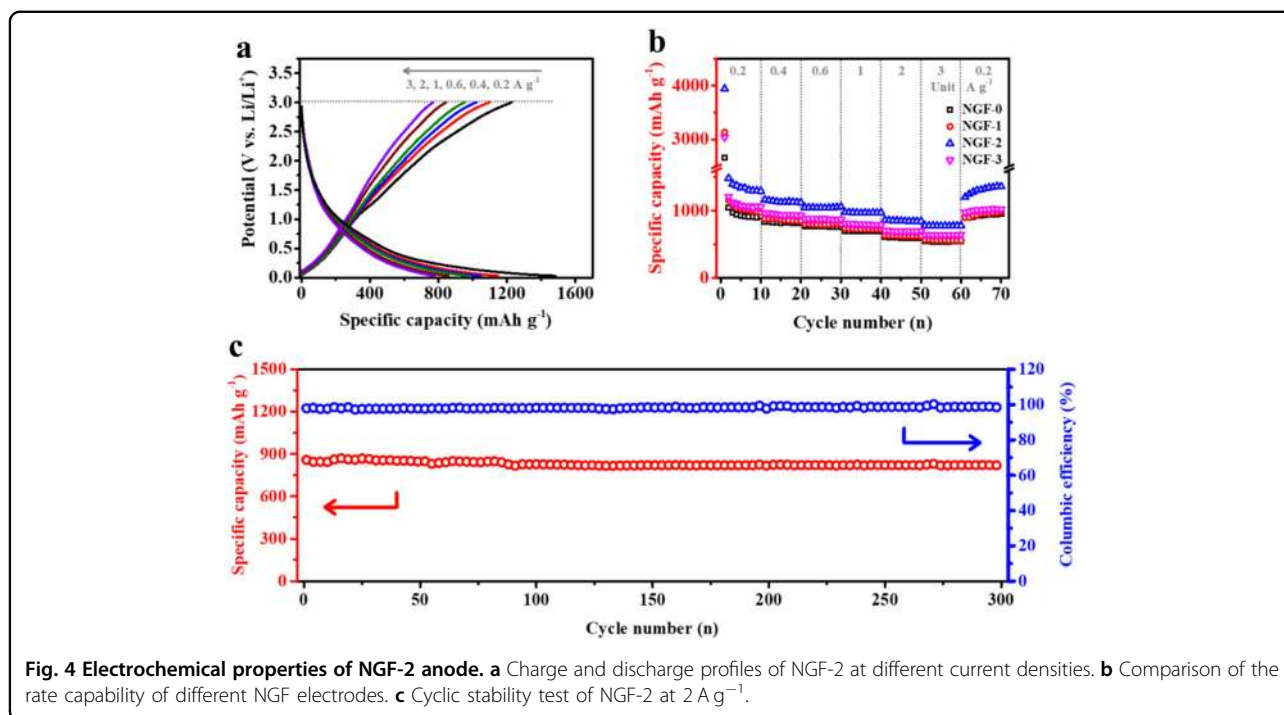 a
3.5
3.0
2.5
2.0
1.5
1.0
0.5
0.0
Potential (V vs. Li/Li⁺)
3, 2, 1, 0.6, 0.4, 0.2 A g⁻¹
0 400 800 1200 1600
Specific capacity (mAh g⁻¹)
b
4000
3000
1000
0
Specific capacity (mAh g⁻¹)
0.2 0.4 0.6 1 2 3 0.2
Unit A g⁻¹
NGF-0
NGF-1
NGF-2
NGF-3
0 10 20 30 40 50 60 70
Cycle number (n)
c
1500
1200
900
600
300
0
Specific capacity (mAh g⁻¹)
120
100
80
60
40
20
0
Columbic efficiency (%)
0 50 100 150 200 250 300
Cycle number (n)
Fig. 4 Electrochemical properties of NGF-2 anode. a Charge and discharge profiles of NGF-2 at different current densities. b Comparison of the
rate capability of different NGF electrodes. c Cyclic stability test of NGF-2 at 2 A g⁻¹.